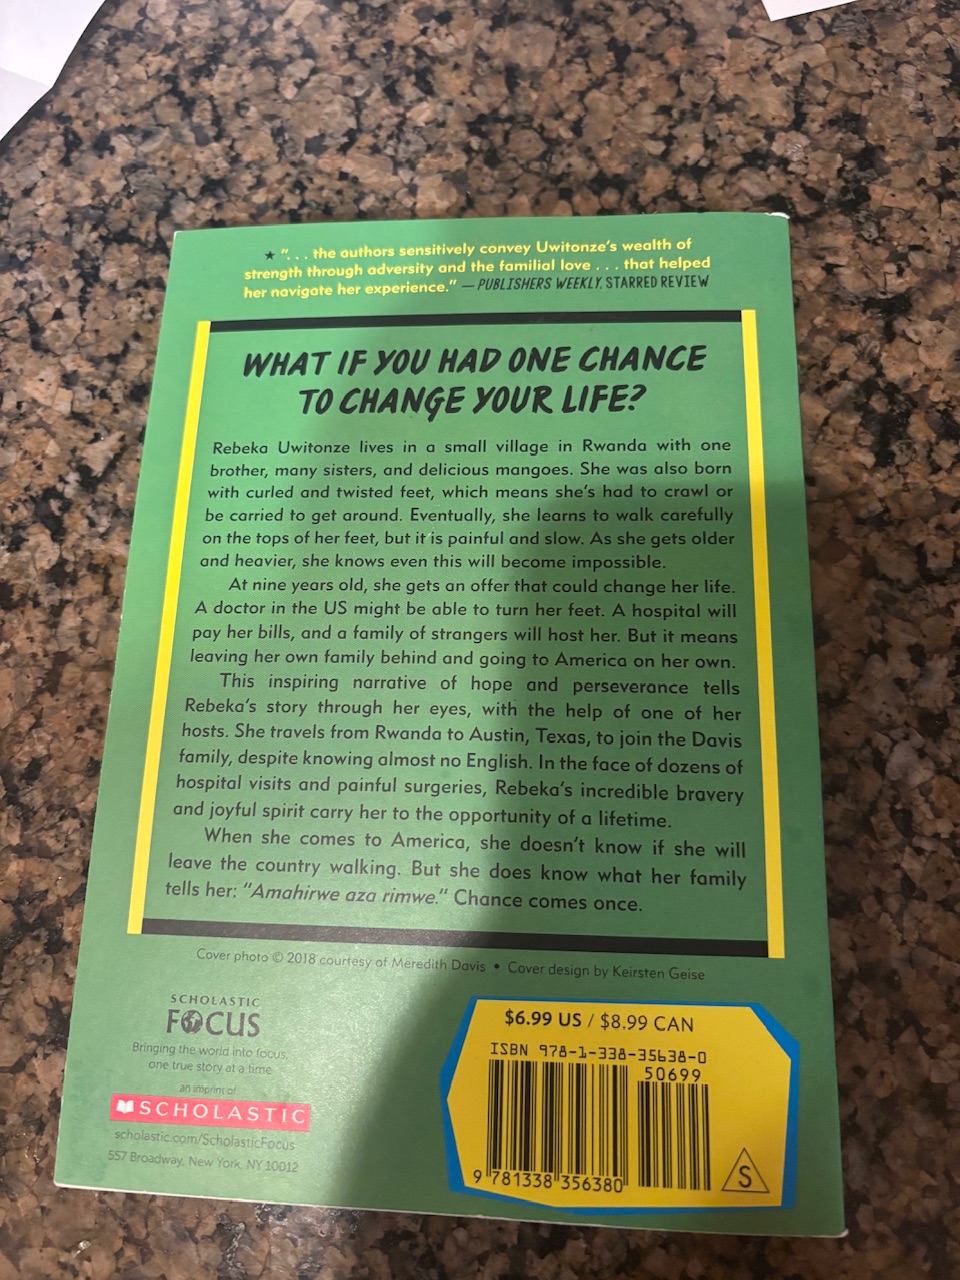 ★ ". . . the authors sensitively convey Uwitonze's wealth of
strength through adversity and the familial love . . . that helped
her navigate her experience." — PUBLISHERS WEEKLY, STARRED REVIEW
WHAT IF YOU HAD ONE CHANCE
TO CHANGE YOUR LIFE?
Rebeka Uwitonze lives in a small village in Rwanda with one
brother, many sisters, and delicious mangoes. She was also born
with curled and twisted feet, which means she's had to crawl or
be carried to get around. Eventually, she learns to walk carefully
on the tops of her feet, but it is painful and slow. As she gets older
and heavier, she knows even this will become impossible.
At nine years old, she gets an offer that could change her life.
A doctor in the US might be able to turn her feet. A hospital will
pay her bills, and a family of strangers will host her. But it means
leaving her own family behind and going to America on her own.
This inspiring narrative of hope and perseverance tells
Rebeka's story through her eyes, with the help of one of her
hosts. She travels from Rwanda to Austin, Texas, to join the Davis
family, despite knowing almost no English. In the face of dozens of
hospital visits and painful surgeries, Rebeka's incredible bravery
and joyful spirit carry her to the opportunity of a lifetime.
When she comes to America, she doesn't know if she will
leave the country walking. But she does know what her family
tells her: "Amahirwe aza rimwe." Chance comes once.
Cover photo © 2018 courtesy of Meredith Davis • Cover design by Keirsten Geise
SCHOLASTIC
FOCUS
Bringing the world into focus,
one true story at a time
an imprint of
SCHOLASTIC
scholastic.com/ScholasticFocus
557 Broadway, New York, NY 10012
$6.99 US / $8.99 CAN
ISBN 978-1-338-35638-0
50699
9 781338 356380
S